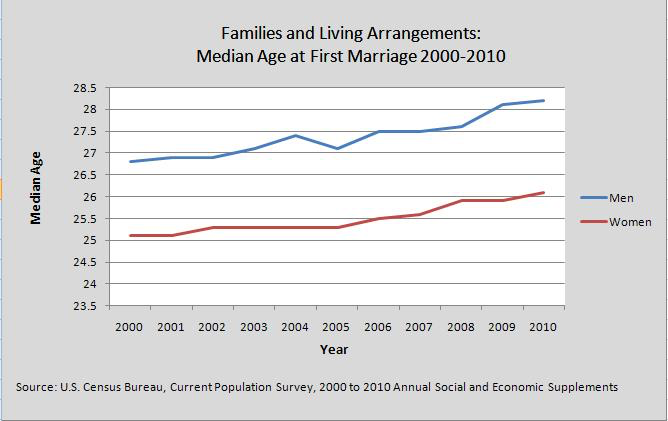 Families and Living Arrangements:
Median Age at First Marriage 2000-2010
28.5
28
27.5
27
26.5
26
25.5
25
24.5
24
23.5
Median Age
Men
Women
2000 2001 2002 2003 2004 2005 2006 2007 2008 2009 2010
Year
Source: U.S. Census Bureau, Current Population Survey, 2000 to 2010 Annual Social and Economic Supplements